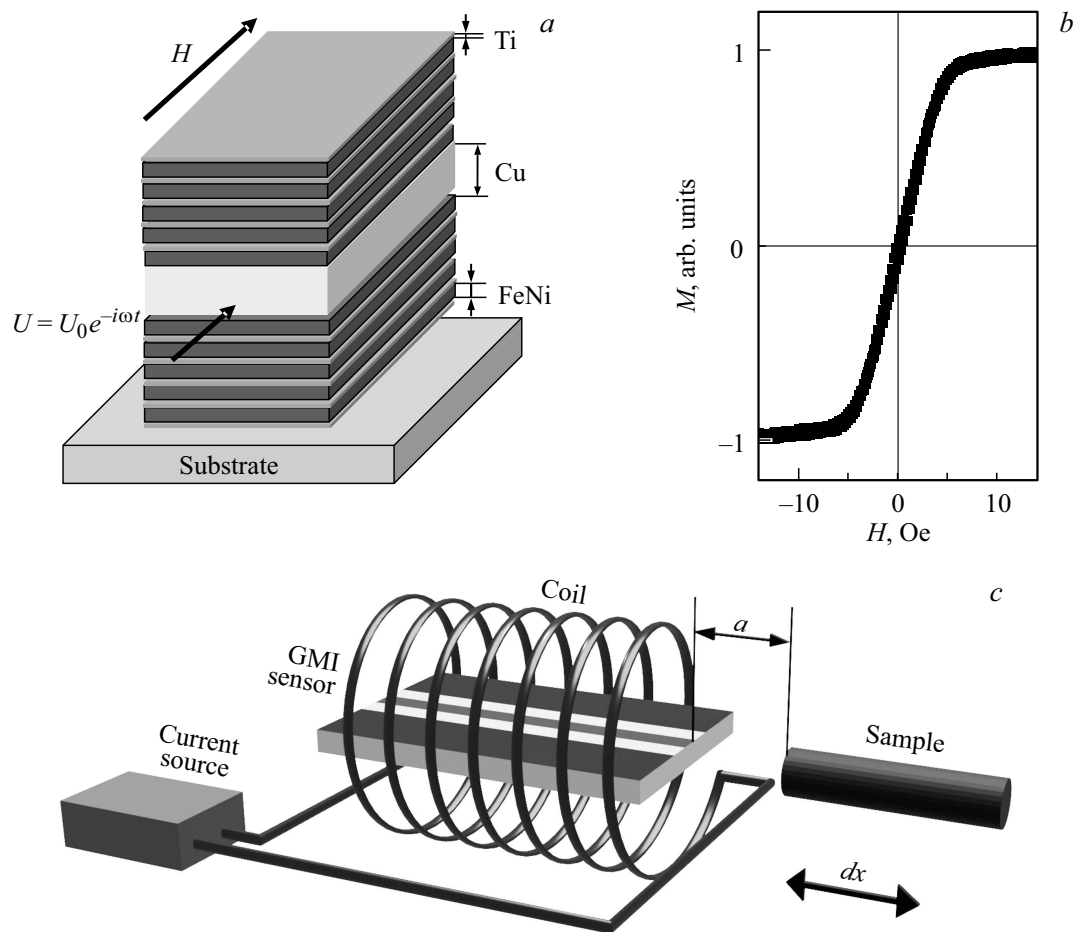 a
H
Ti
Cu
FeNi
U = U₀e⁻ⁱωᵗ
Substrate
b
1
0
–1
M, arb. units
–10
0
10
H, Oe
c
Coil
a
GMI
sensor
Sample
Current
source
dx